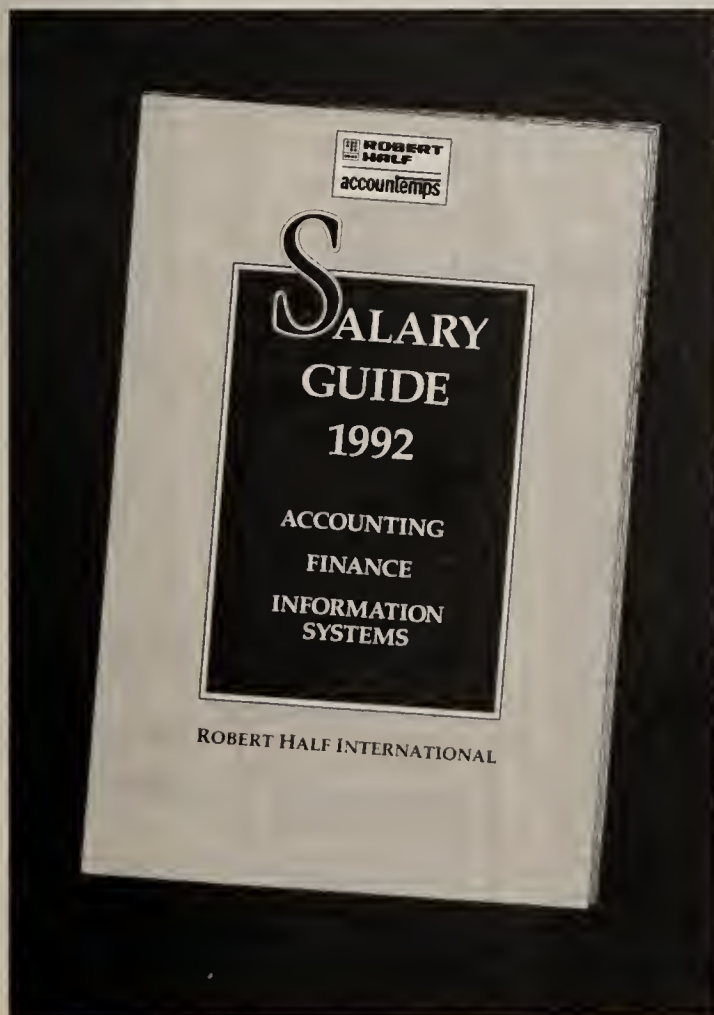 ROBERT
HALF
accountemps
SALARY
GUIDE
1992
ACCOUNTING
FINANCE
INFORMATION
SYSTEMS
ROBERT HALF INTERNATIONAL